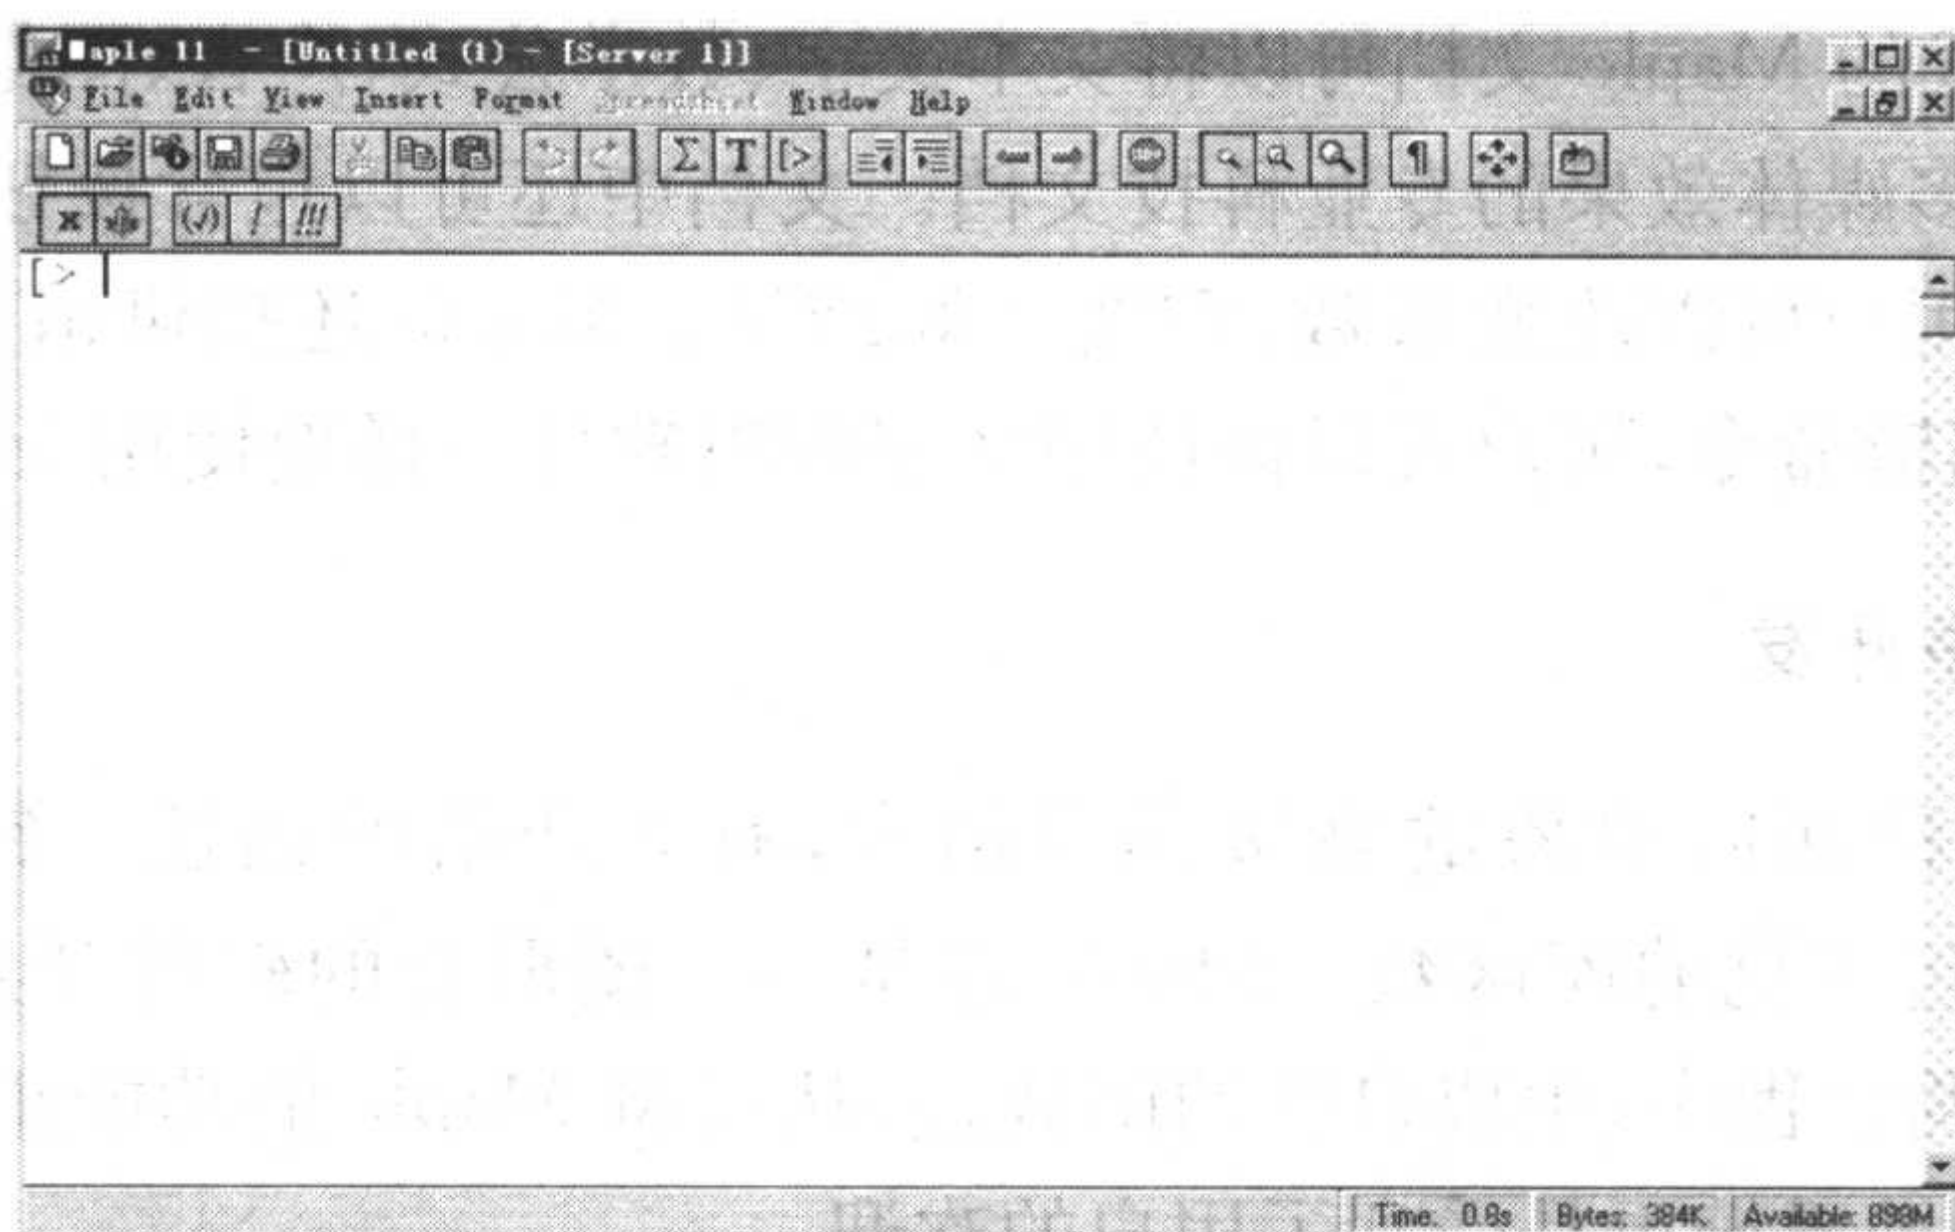 Maple 11 - [Untitled (1) - [Server 1]]
File Edit View Insert Format Spreadsheet Window Help
Σ T [>
(√) ! !!!
[>
Time: 0.8s Bytes: 384K Available: 898M